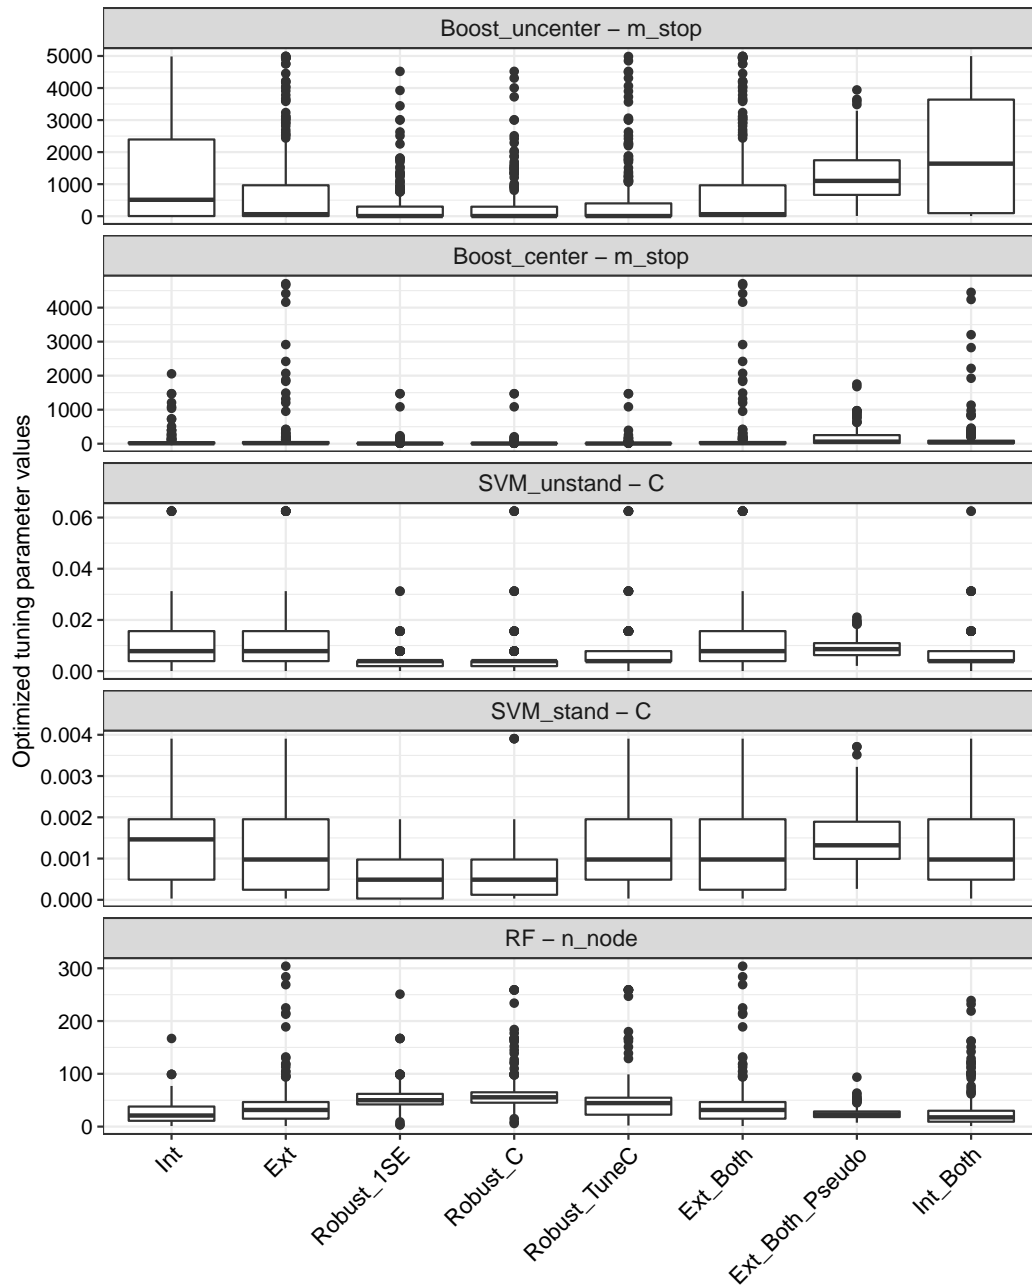 Boost_uncenter – m_stop
5000
4000
3000
2000
1000
0
Boost_center – m_stop
4000
3000
2000
1000
0
SVM_unstand – C
0.06
0.04
0.02
0.00
SVM_stand – C
0.004
0.003
0.002
0.001
0.000
RF – n_node
300
200
100
0
Optimized tuning parameter values
Int
Ext
Robust_1SE
Robust_C
Robust_TuneC
Ext_Both
Ext_Both_Pseudo
Int_Both